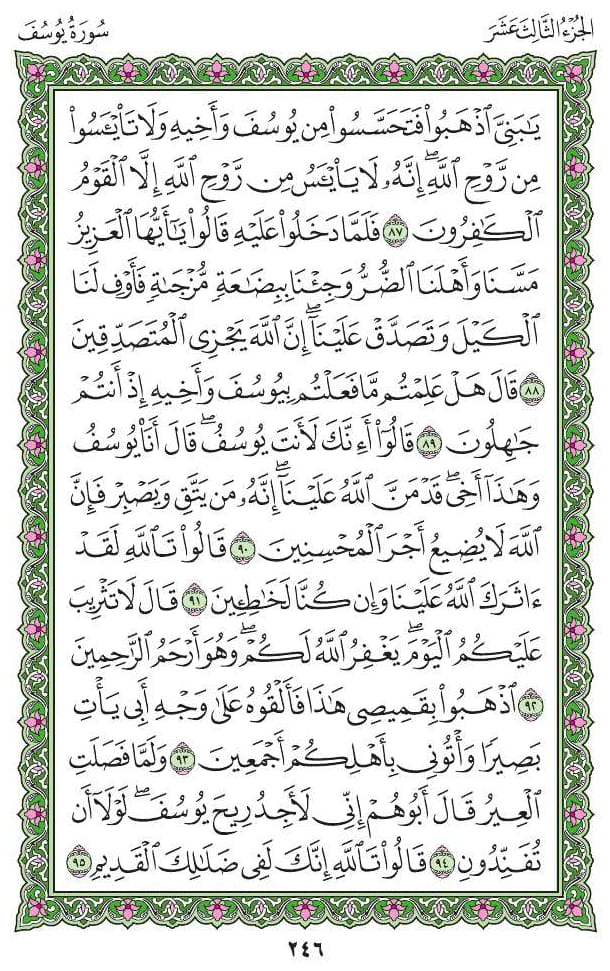 الجزء الثالث عشر
سورة يوسف
يَـٰبَنِىَّ ٱذْهَبُوا۟ فَتَحَسَّسُوا۟ مِن يُوسُفَ وَأَخِيهِ وَلَا تَا۟يْـَٔسُوا۟
مِن رَّوْحِ ٱللَّهِ ۖ إِنَّهُۥ لَا يَا۟يْـَٔسُ مِن رَّوْحِ ٱللَّهِ إِلَّا ٱلْقَوْمُ
ٱلْكَـٰفِرُونَ ٨٧ فَلَمَّا دَخَلُوا۟ عَلَيْهِ قَالُوا۟ يَـٰٓأَيُّهَا ٱلْعَزِيزُ
مَسَّنَا وَأَهْلَنَا ٱلضُّرُّ وَجِئْنَا بِبِضَـٰعَةٍ مُّزْجَىٰةٍ فَأَوْفِ لَنَا
ٱلْكَيْلَ وَتَصَدَّقْ عَلَيْنَآ ۖ إِنَّ ٱللَّهَ يَجْزِى ٱلْمُتَصَدِّقِينَ
٨٨ قَالَ هَلْ عَلِمْتُم مَّا فَعَلْتُم بِيُوسُفَ وَأَخِيهِ إِذْ أَنتُمْ
جَـٰهِلُونَ ٨٩ قَالُوٓا۟ أَءِنَّكَ لَأَنتَ يُوسُفُ ۖ قَالَ أَنَا۠ يُوسُفُ
وَهَـٰذَآ أَخِى ۖ قَدْ مَنَّ ٱللَّهُ عَلَيْنَآ ۖ إِنَّهُۥ مَن يَتَّقِ وَيَصْبِرْ فَإِنَّ
ٱللَّهَ لَا يُضِيعُ أَجْرَ ٱلْمُحْسِنِينَ ٩٠ قَالُوا۟ تَٱللَّهِ لَقَدْ
ءَاثَرَكَ ٱللَّهُ عَلَيْنَا وَإِن كُنَّا لَخَـٰطِـِٔينَ ٩١ قَالَ لَا تَثْرِيبَ
عَلَيْكُمُ ٱلْيَوْمَ ۖ يَغْفِرُ ٱللَّهُ لَكُمْ ۖ وَهُوَ أَرْحَمُ ٱلرَّٰحِمِينَ
٩٢ ٱذْهَبُوا۟ بِقَمِيصِى هَـٰذَا فَأَلْقُوهُ عَلَىٰ وَجْهِ أَبِى يَأْتِ
بَصِيرًا وَأْتُونِى بِأَهْلِكُمْ أَجْمَعِينَ ٩٣ وَلَمَّا فَصَلَتِ
ٱلْعِيرُ قَالَ أَبُوهُمْ إِنِّى لَأَجِدُ رِيحَ يُوسُفَ ۖ لَوْلَآ أَن
تُفَنِّدُونِ ٩٤ قَالُوا۟ تَٱللَّهِ إِنَّكَ لَفِى ضَلَـٰلِكَ ٱلْقَدِيمِ ٩٥
٢٤٦